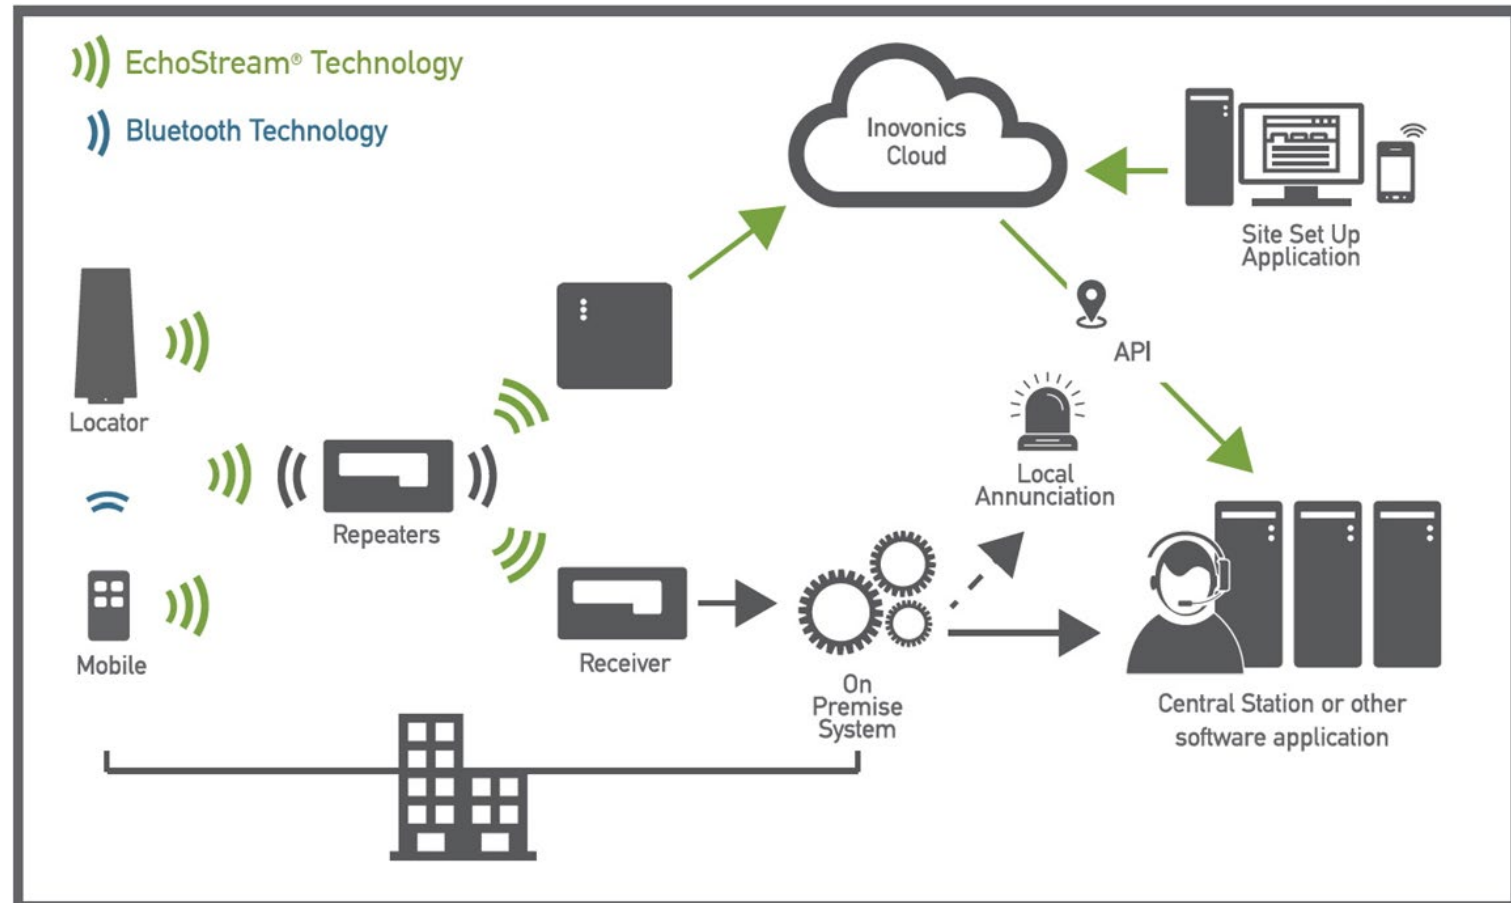 EchoStream® Technology
Bluetooth Technology
Inovonics
Cloud
Site Set Up
Application
API
Locator
Local
Annunciation
Repeaters
Mobile
Receiver
On
Premise
System
Central Station or other
software application